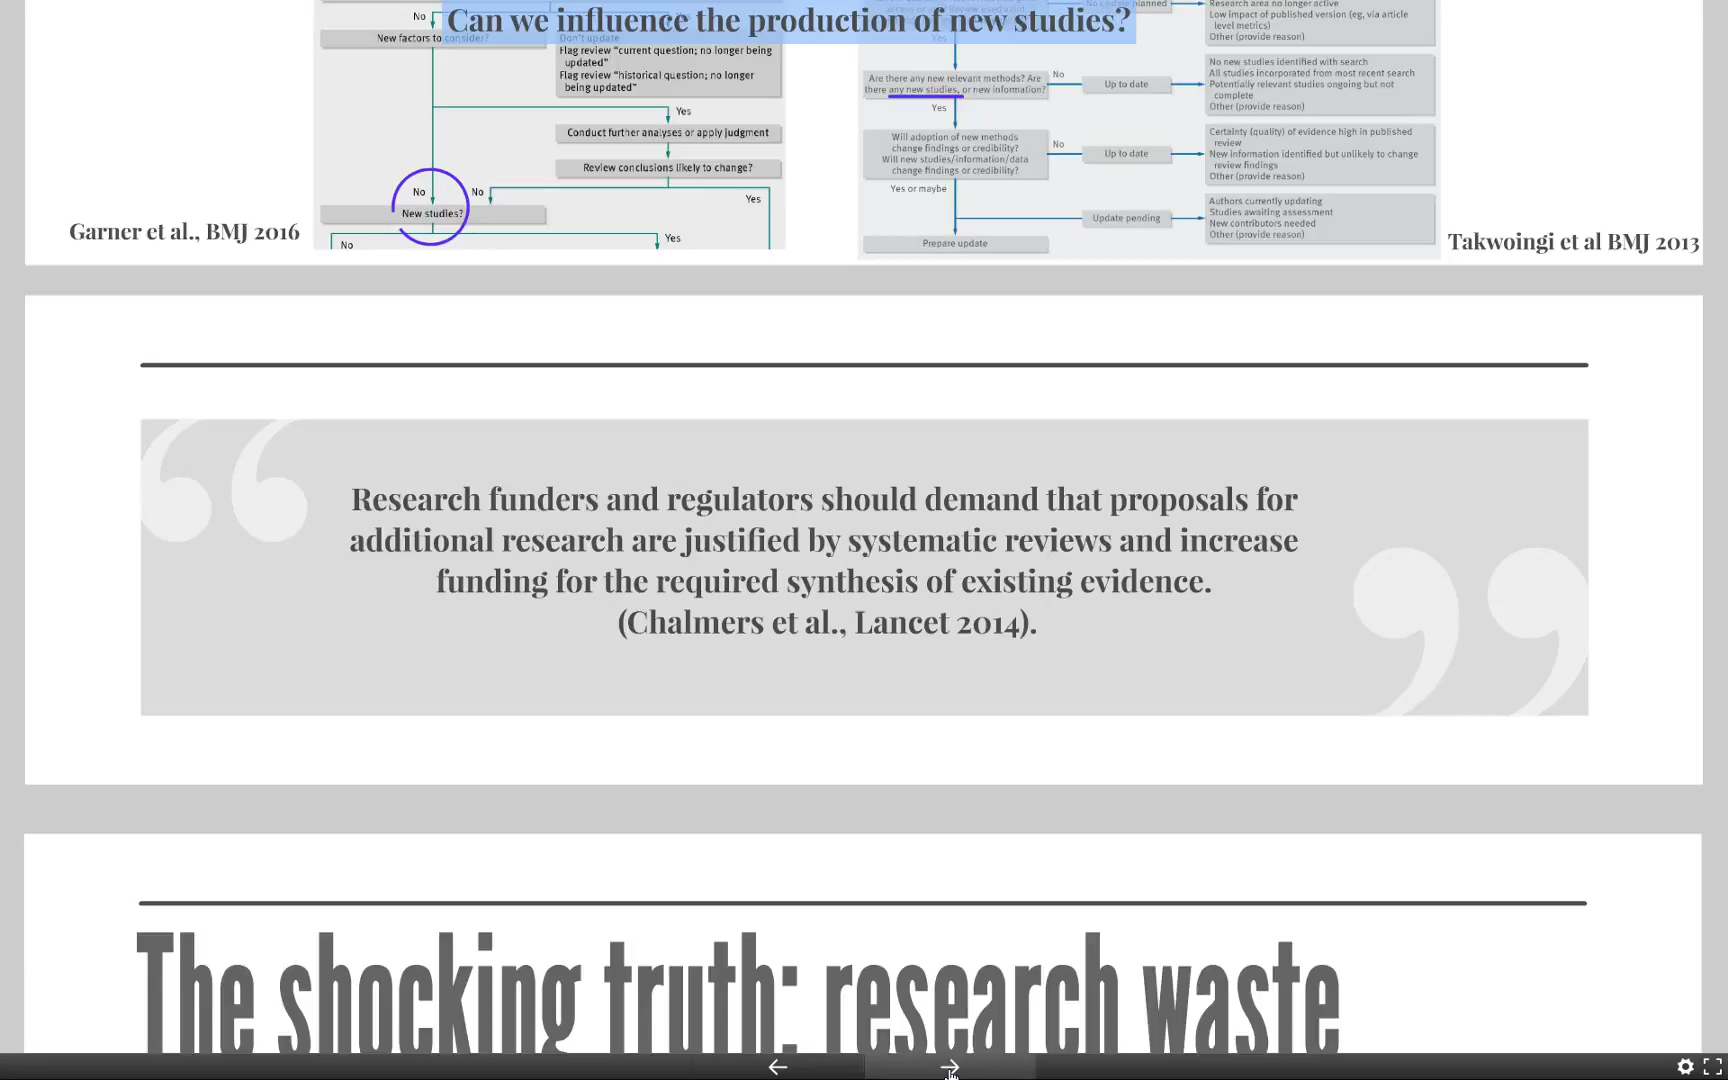 Can we influence the production of new studies?
No
New factors to consider?
Don't update
Flag review “current question; no longer being
updated”
Flag review “historical question; no longer
being updated”
Yes
Conduct further analyses or apply judgment
Review conclusions likely to change?
No
No
Yes
New studies?
No
Yes
Garner et al., BMJ 2016
No update planned
Yes
Research area no longer active
Low impact of published version (eg, via article
level metrics)
Other (provide reason)
Are there any new relevant methods? Are
there any new studies, or new information?
No
Up to date
No new studies identified with search
All studies incorporated from most recent search
Potentially relevant studies ongoing but not
complete
Other (provide reason)
Yes
Will adoption of new methods
change findings or credibility?
Will new studies/information/data
change findings or credibility?
No
Up to date
Certainty (quality) of evidence high in published
review
New information identified but unlikely to change
review findings
Other (provide reason)
Yes or maybe
Update pending
Authors currently updating
Studies awaiting assessment
New contributors needed
Other (provide reason)
Prepare update
Takwoingi et al BMJ 2013
Research funders and regulators should demand that proposals for
additional research are justified by systematic reviews and increase
funding for the required synthesis of existing evidence.
(Chalmers et al., Lancet 2014).
The shocking truth: research waste